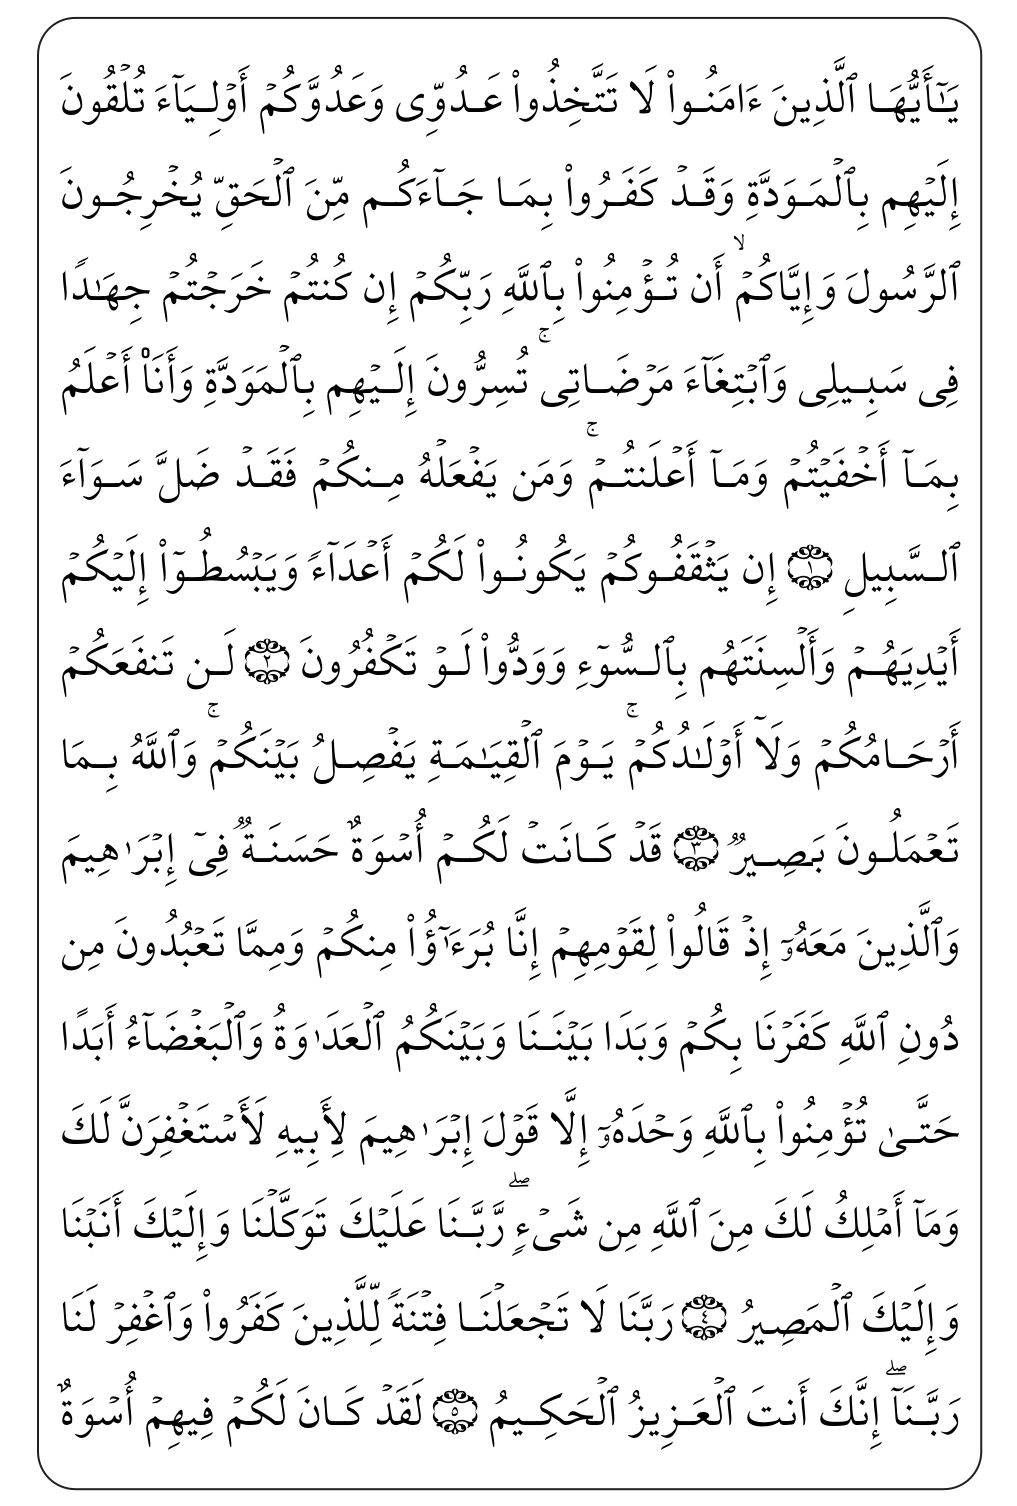 يَـٰٓأَيُّهَا ٱلَّذِينَ ءَامَنُوا۟ لَا تَتَّخِذُوا۟ عَدُوِّى وَعَدُوَّكُمْ أَوْلِيَآءَ تُلْقُونَ
إِلَيْهِم بِٱلْمَوَدَّةِ وَقَدْ كَفَرُوا۟ بِمَا جَآءَكُم مِّنَ ٱلْحَقِّ يُخْرِجُونَ
ٱلرَّسُولَ وَإِيَّاكُمْ ۙ أَن تُؤْمِنُوا۟ بِٱللَّهِ رَبِّكُمْ إِن كُنتُمْ خَرَجْتُمْ جِهَـٰدًا
فِى سَبِيلِى وَٱبْتِغَآءَ مَرْضَاتِى ۚ تُسِرُّونَ إِلَيْهِم بِٱلْمَوَدَّةِ وَأَنَا۠ أَعْلَمُ
بِمَآ أَخْفَيْتُمْ وَمَآ أَعْلَنتُمْ ۚ وَمَن يَفْعَلْهُ مِنكُمْ فَقَدْ ضَلَّ سَوَآءَ
ٱلسَّبِيلِ ۝١ إِن يَثْقَفُوكُمْ يَكُونُوا۟ لَكُمْ أَعْدَآءً وَيَبْسُطُوٓا۟ إِلَيْكُمْ
أَيْدِيَهُمْ وَأَلْسِنَتَهُم بِٱلسُّوٓءِ وَوَدُّوا۟ لَوْ تَكْفُرُونَ ۝٢ لَن تَنفَعَكُمْ
أَرْحَامُكُمْ وَلَآ أَوْلَـٰدُكُمْ ۚ يَوْمَ ٱلْقِيَـٰمَةِ يَفْصِلُ بَيْنَكُمْ ۚ وَٱللَّهُ بِمَا
تَعْمَلُونَ بَصِيرٌ ۝٣ قَدْ كَانَتْ لَكُمْ أُسْوَةٌ حَسَنَةٌ فِىٓ إِبْرَٰهِيمَ
وَٱلَّذِينَ مَعَهُۥٓ إِذْ قَالُوا۟ لِقَوْمِهِمْ إِنَّا بُرَءَٰٓؤُا۟ مِنكُمْ وَمِمَّا تَعْبُدُونَ مِن
دُونِ ٱللَّهِ كَفَرْنَا بِكُمْ وَبَدَا بَيْنَنَا وَبَيْنَكُمُ ٱلْعَدَٰوَةُ وَٱلْبَغْضَآءُ أَبَدًا
حَتَّىٰ تُؤْمِنُوا۟ بِٱللَّهِ وَحْدَهُۥٓ إِلَّا قَوْلَ إِبْرَٰهِيمَ لِأَبِيهِ لَأَسْتَغْفِرَنَّ لَكَ
وَمَآ أَمْلِكُ لَكَ مِنَ ٱللَّهِ مِن شَىْءٍ ۖ رَّبَّنَا عَلَيْكَ تَوَكَّلْنَا وَإِلَيْكَ أَنَبْنَا
وَإِلَيْكَ ٱلْمَصِيرُ ۝٤ رَبَّنَا لَا تَجْعَلْنَا فِتْنَةً لِّلَّذِينَ كَفَرُوا۟ وَٱغْفِرْ لَنَا
رَبَّنَآ ۖ إِنَّكَ أَنتَ ٱلْعَزِيزُ ٱلْحَكِيمُ ۝٥ لَقَدْ كَانَ لَكُمْ فِيهِمْ أُسْوَةٌ